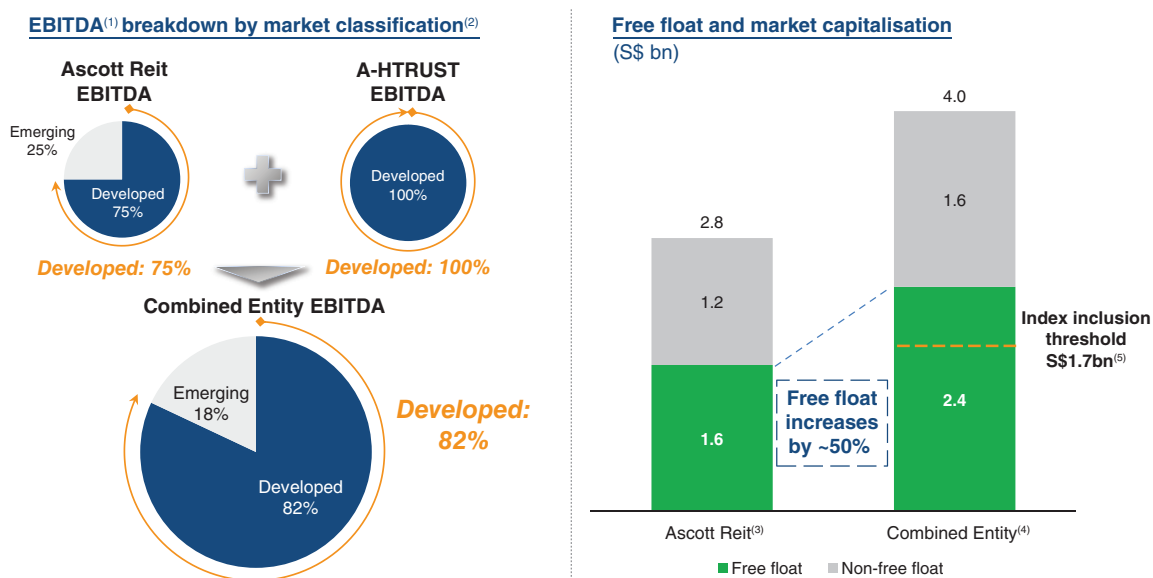 EBITDA(1) breakdown by market classification(2)
Ascott Reit
EBITDA
A-HTRUST
EBITDA
Emerging
25%
Developed
75%
Developed
100%
Developed: 75%
Developed: 100%
Combined Entity EBITDA
Emerging
18%
Developed
82%
Developed:
82%
Free float and market capitalisation
(S$ bn)
2.8
1.2
1.6
4.0
1.6
2.4
Free float
increases
by ~50%
Index inclusion
threshold
S$1.7bn(5)
Ascott Reit(3)
Combined Entity(4)
Free float
Non-free float